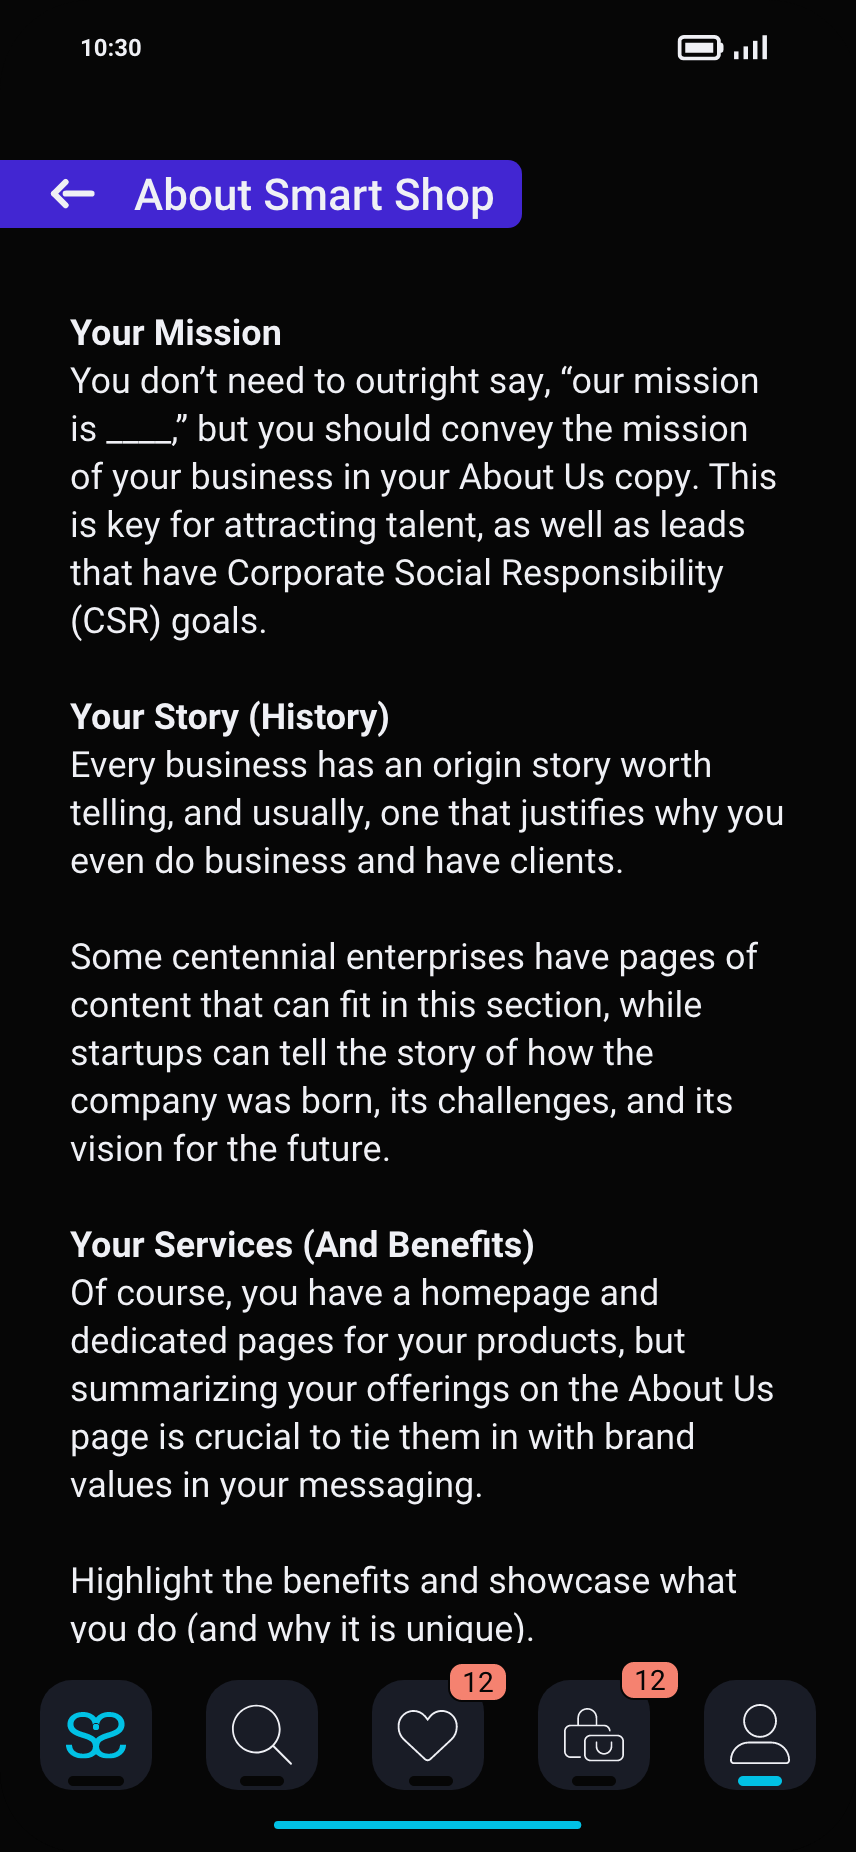 10:30
About Smart Shop
Your Mission
You don’t need to outright say, “our mission
is ____,” but you should convey the mission
of your business in your About Us copy. This
is key for attracting talent, as well as leads
that have Corporate Social Responsibility
(CSR) goals.
Your Story (History)
Every business has an origin story worth
telling, and usually, one that justifies why you
even do business and have clients.
Some centennial enterprises have pages of
content that can fit in this section, while
startups can tell the story of how the
company was born, its challenges, and its
vision for the future.
Your Services (And Benefits)
Of course, you have a homepage and
dedicated pages for your products, but
summarizing your offerings on the About Us
page is crucial to tie them in with brand
values in your messaging.
Highlight the benefits and showcase what
you do (and why it is unique).
12
12